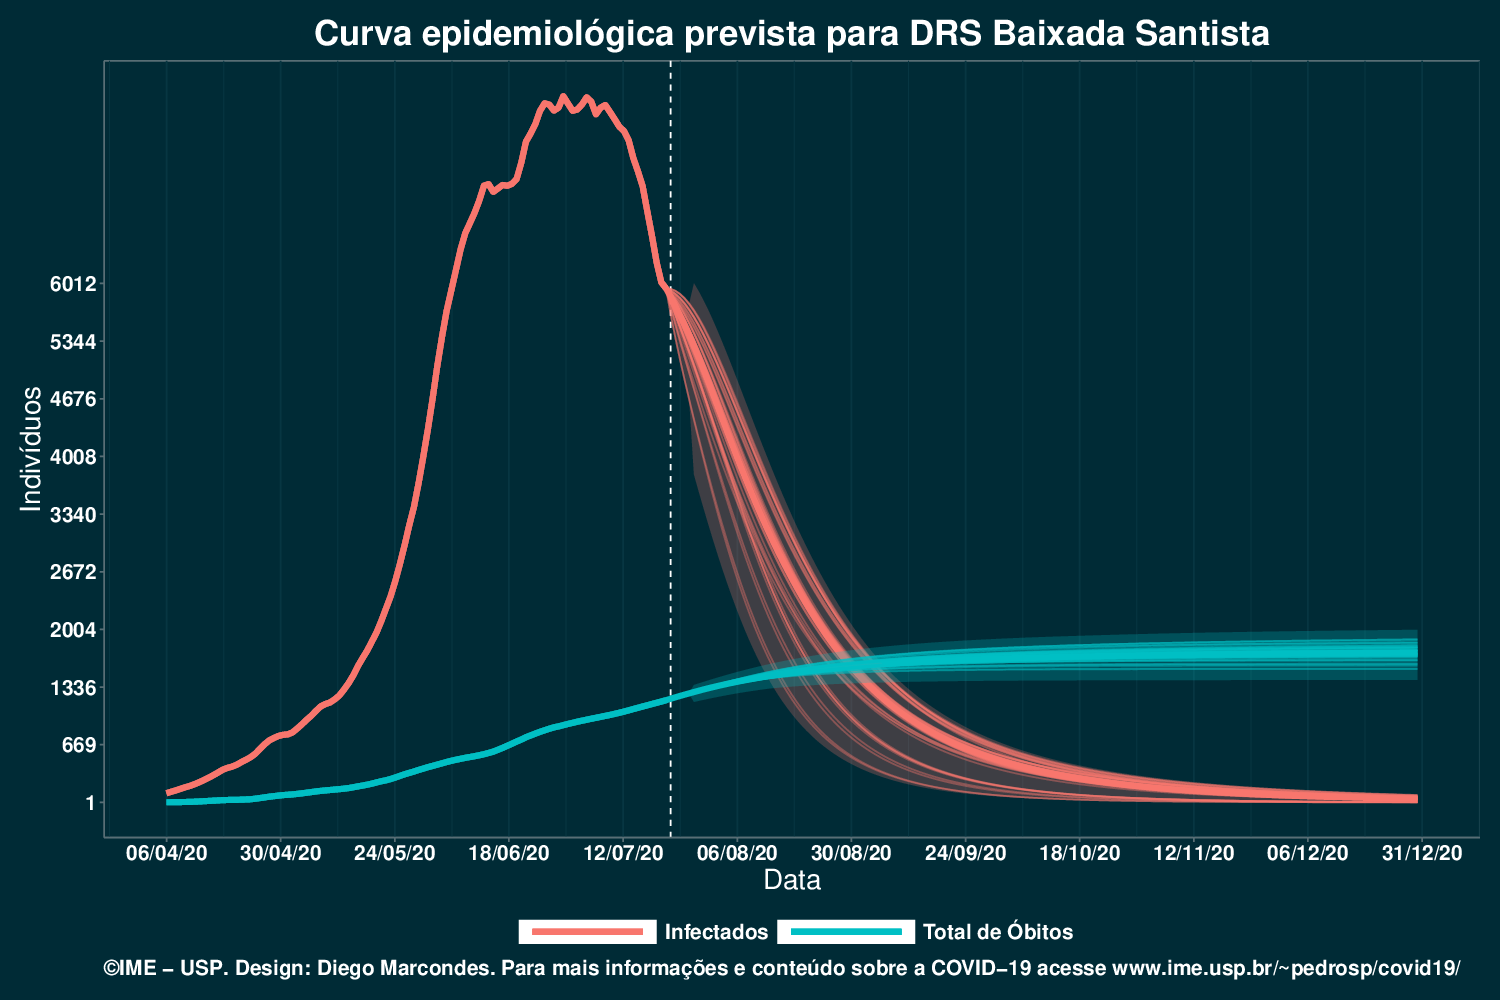 Curva epidemiológica prevista para DRS Baixada Santista
Indivíduos
6012
5344
4676
4008
3340
2672
2004
1336
669
1
06/04/20 30/04/20 24/05/20 18/06/20 12/07/20 06/08/20 30/08/20 24/09/20 18/10/20 12/11/20 06/12/20 31/12/20
Data
Infectados Total de Óbitos
©IME − USP. Design: Diego Marcondes. Para mais informações e conteúdo sobre a COVID−19 acesse www.ime.usp.br/~pedrosp/covid19/